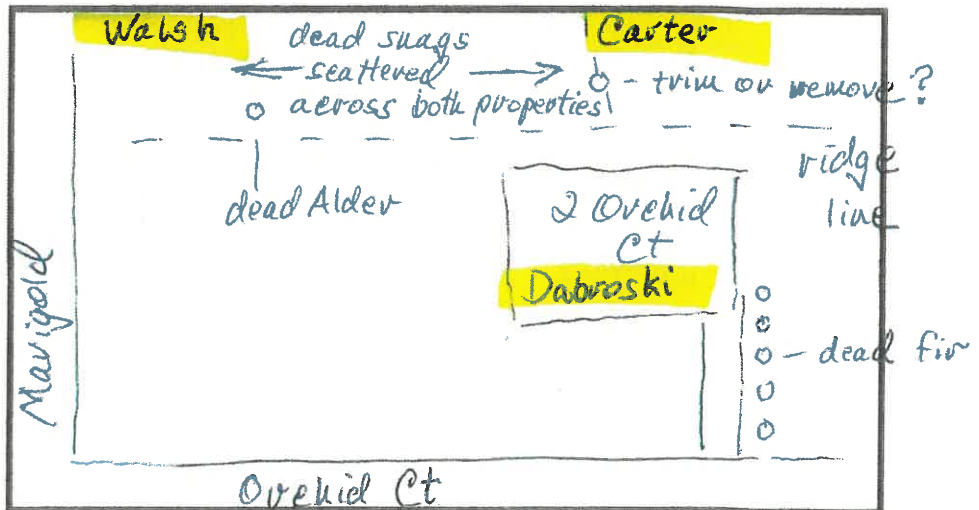 Walsh
Carter
dead snags
scattered
across both properties
- trim or remove?
ridge
line
dead Alder
2 Orchid
Ct
Dabroski
- dead fir
Marigold
Orchid Ct